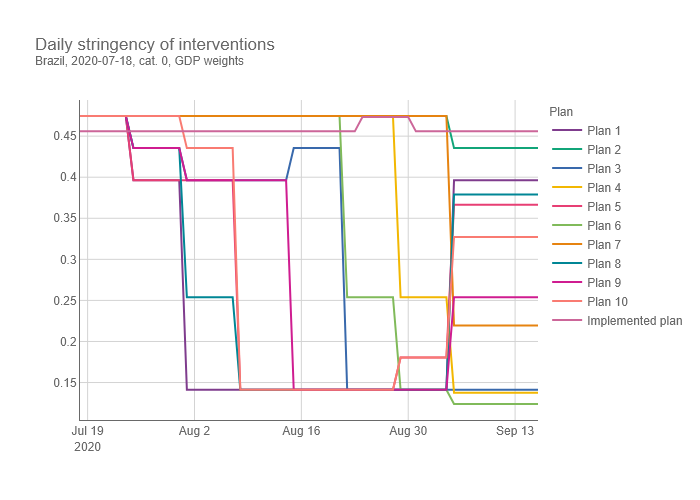 Daily stringency of interventions
Brazil, 2020-07-18, cat. 0, GDP weights
Plan
Plan 1
Plan 2
Plan 3
Plan 4
Plan 5
Plan 6
Plan 7
Plan 8
Plan 9
Plan 10
Implemented plan
0.45
0.4
0.35
0.3
0.25
0.2
0.15
Jul 19
2020
Aug 2
Aug 16
Aug 30
Sep 13